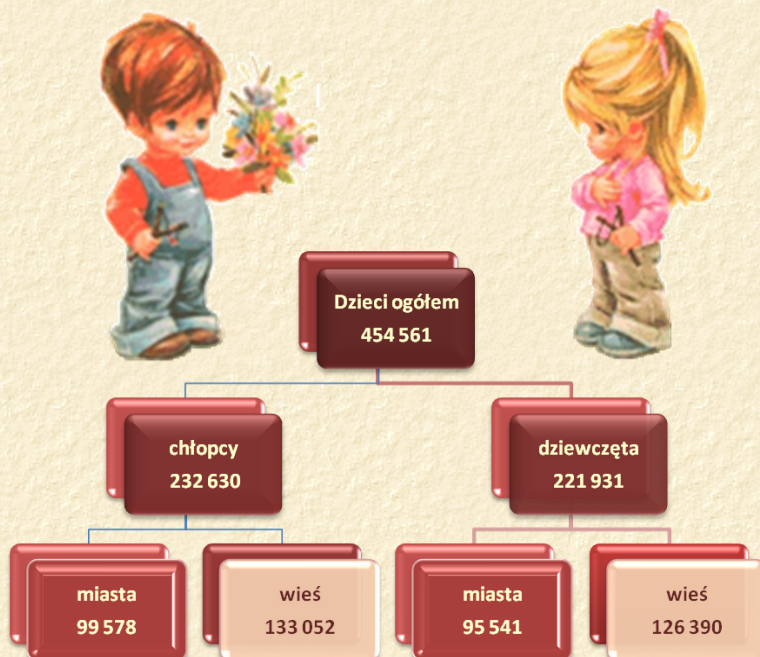 Dzieci ogółem
454 561
chłopcy
232 630
dziewczęta
221 931
miasta
99 578
wieś
133 052
miasta
95 541
wieś
126 390